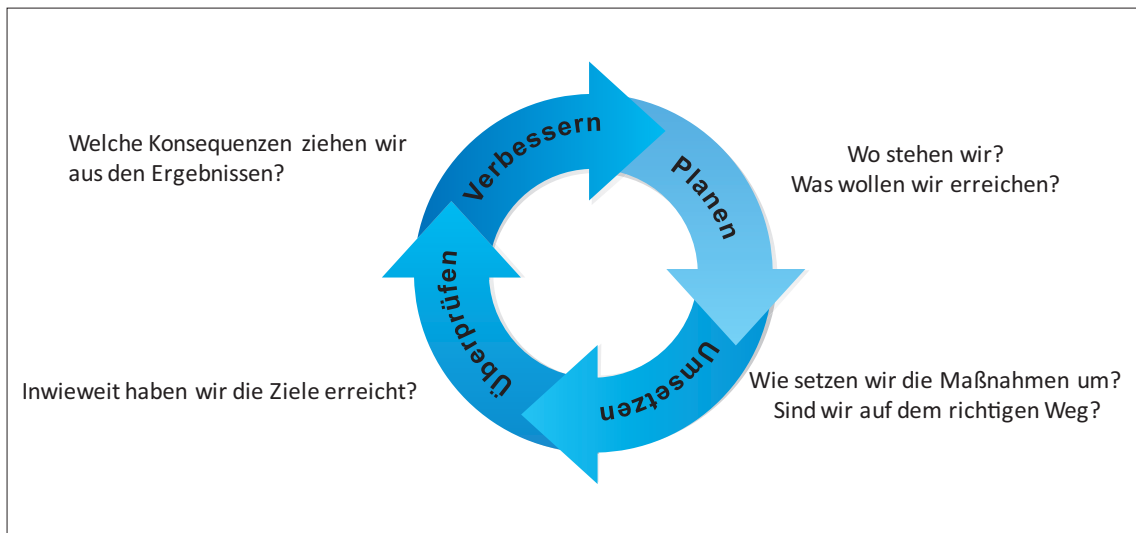 Verbessern
Planen
Umsetzen
Überprüfen
Welche Konsequenzen ziehen wir
aus den Ergebnissen?
Wo stehen wir?
Was wollen wir erreichen?
Wie setzen wir die Maßnahmen um?
Sind wir auf dem richtigen Weg?
Inwieweit haben wir die Ziele erreicht?